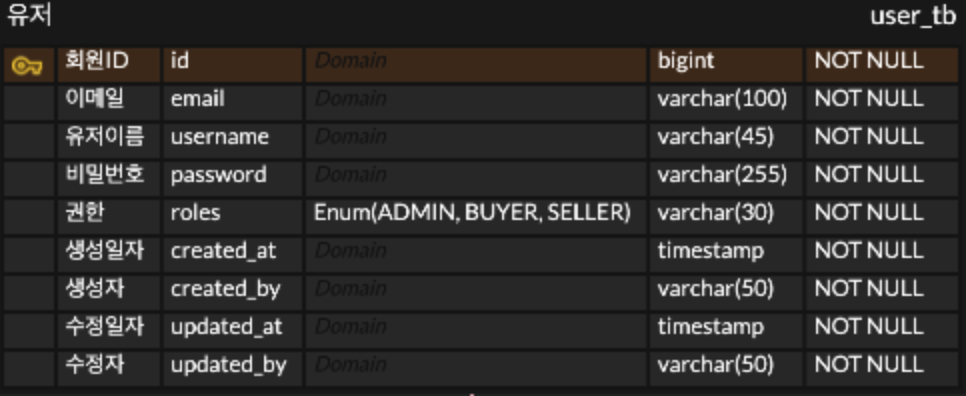 유저 user_tb
회원ID id Domain bigint NOT NULL
이메일 email Domain varchar(100) NOT NULL
유저이름 username Domain varchar(45) NOT NULL
비밀번호 password Domain varchar(255) NOT NULL
권한 roles Enum(ADMIN, BUYER, SELLER) varchar(30) NOT NULL
생성일자 created_at Domain timestamp NOT NULL
생성자 created_by Domain varchar(50) NOT NULL
수정일자 updated_at Domain timestamp NOT NULL
수정자 updated_by Domain varchar(50) NOT NULL